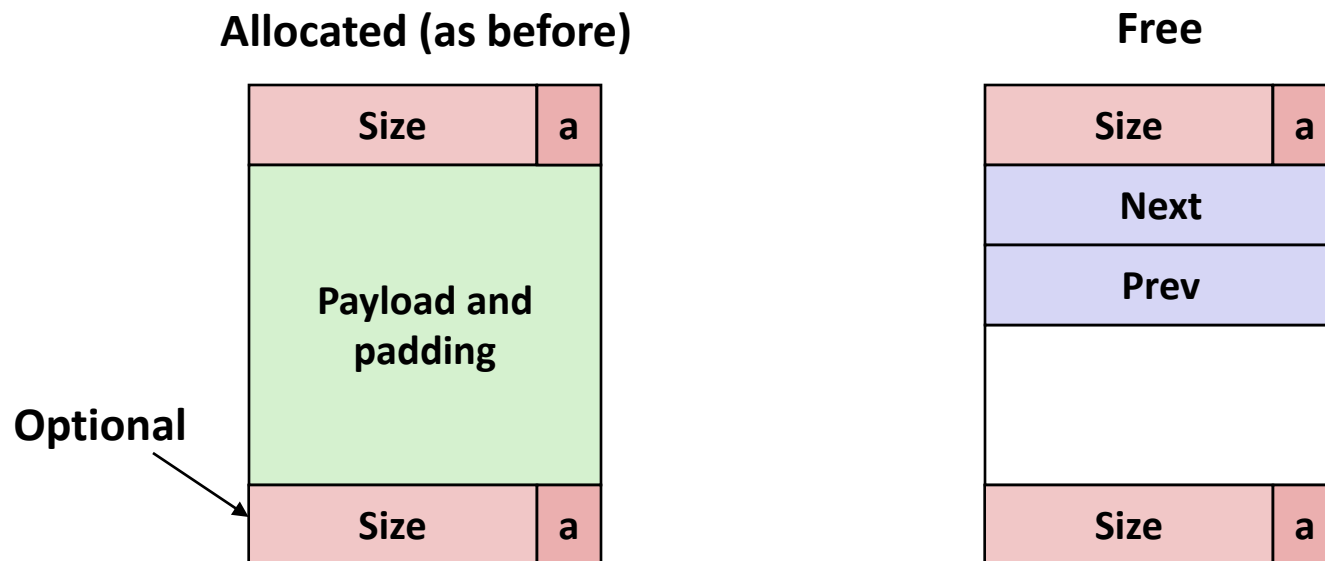 Allocated (as before)
Free
Size a
Payload and
padding
Optional
Size a
Size a
Next
Prev
Size a